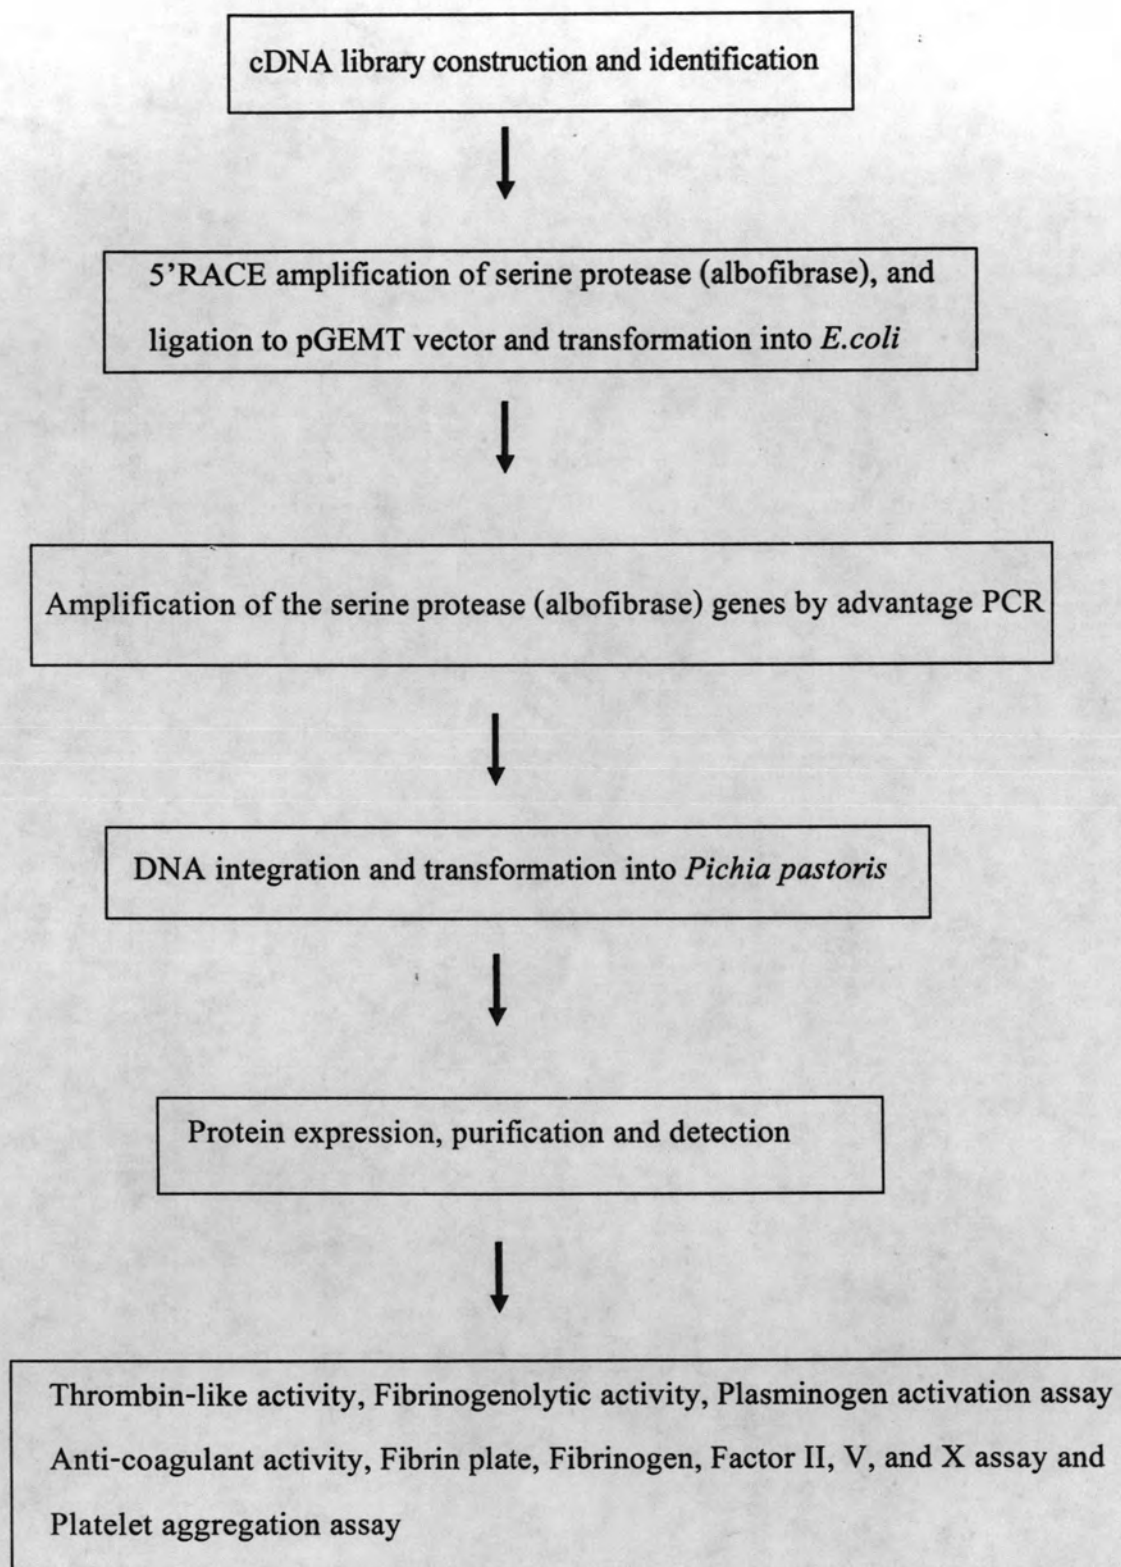 cDNA library construction and identification
5’RACE amplification of serine protease (albofibrase), and
ligation to pGEMT vector and transformation into E.coli
Amplification of the serine protease (albofibrase) genes by advantage PCR
DNA integration and transformation into Pichia pastoris
Protein expression, purification and detection
Thrombin-like activity, Fibrinogenolytic activity, Plasminogen activation assay
Anti-coagulant activity, Fibrin plate, Fibrinogen, Factor II, V, and X assay and
Platelet aggregation assay